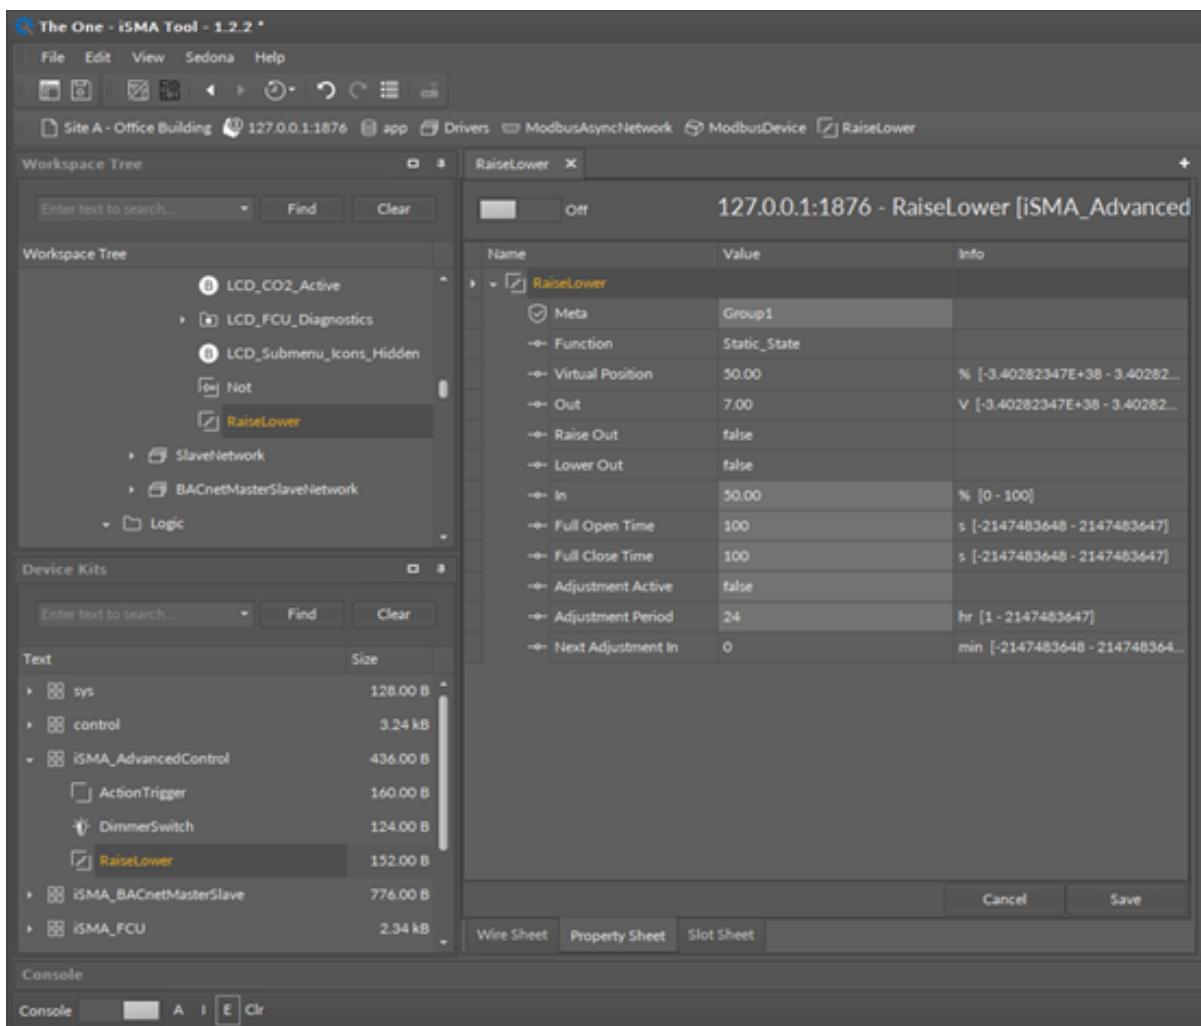 The One - iSMA Tool - 1.2.2 *
File Edit View Sedona Help
Site A - Office Building 127.0.0.1:1876 app Drivers ModbusAsyncNetwork ModbusDevice RaiseLower
Workspace Tree
Enter text to search... Find Clear
Workspace Tree
LCD_CO2_Active
LCD_FCU_Diagnostics
LCD_Submenu_Icons_Hidden
Not
RaiseLower
SlaveNetwork
BACnetMasterSlaveNetwork
Logic
Device Kits
Enter text to search... Find Clear
Text Size
sys 128.00 B
control 3.24 kB
iSMA_AdvancedControl 436.00 B
ActionTrigger 160.00 B
DimmerSwitch 124.00 B
RaiseLower 152.00 B
iSMA_BACnetMasterSlave 776.00 B
iSMA_FCU 2.34 kB
RaiseLower
Off 127.0.0.1:1876 - RaiseLower [iSMA_Advanced
Name Value Info
RaiseLower
Meta Group1
Function Static_State
Virtual Position 50.00 % [-3.40282347E+38 - 3.40282...
Out 7.00 V [-3.40282347E+38 - 3.40282...
Raise Out false
Lower Out false
In 50.00 % [0 - 100]
Full Open Time 100 s [-2147483648 - 2147483647]
Full Close Time 100 s [-2147483648 - 2147483647]
Adjustment Active false
Adjustment Period 24 hr [1 - 2147483647]
Next Adjustment In 0 min [-2147483648 - 214748364...
Cancel Save
Wire Sheet Property Sheet Slot Sheet
Console
Console A I E Clr